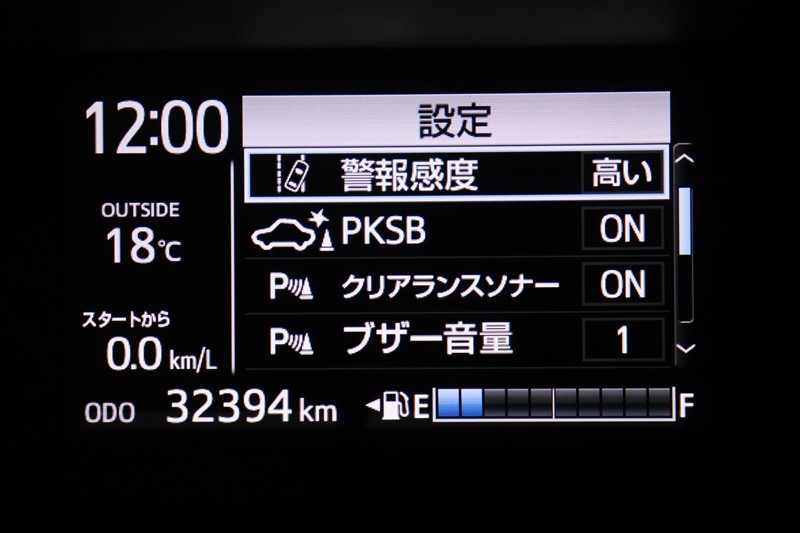 12:00
OUTSIDE
18℃
スタートから
0.0 km/L
設定
警報感度 高い
PKSB ON
P クリアランスソナー ON
P ブザー音量 1
ODO 32394 km
E F